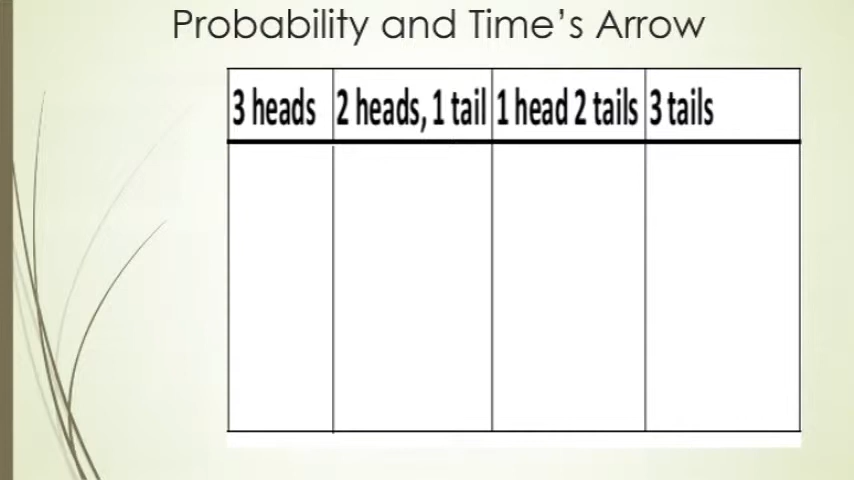 Probability and Time's Arrow
3 heads 2 heads, 1 tail 1 head 2 tails 3 tails